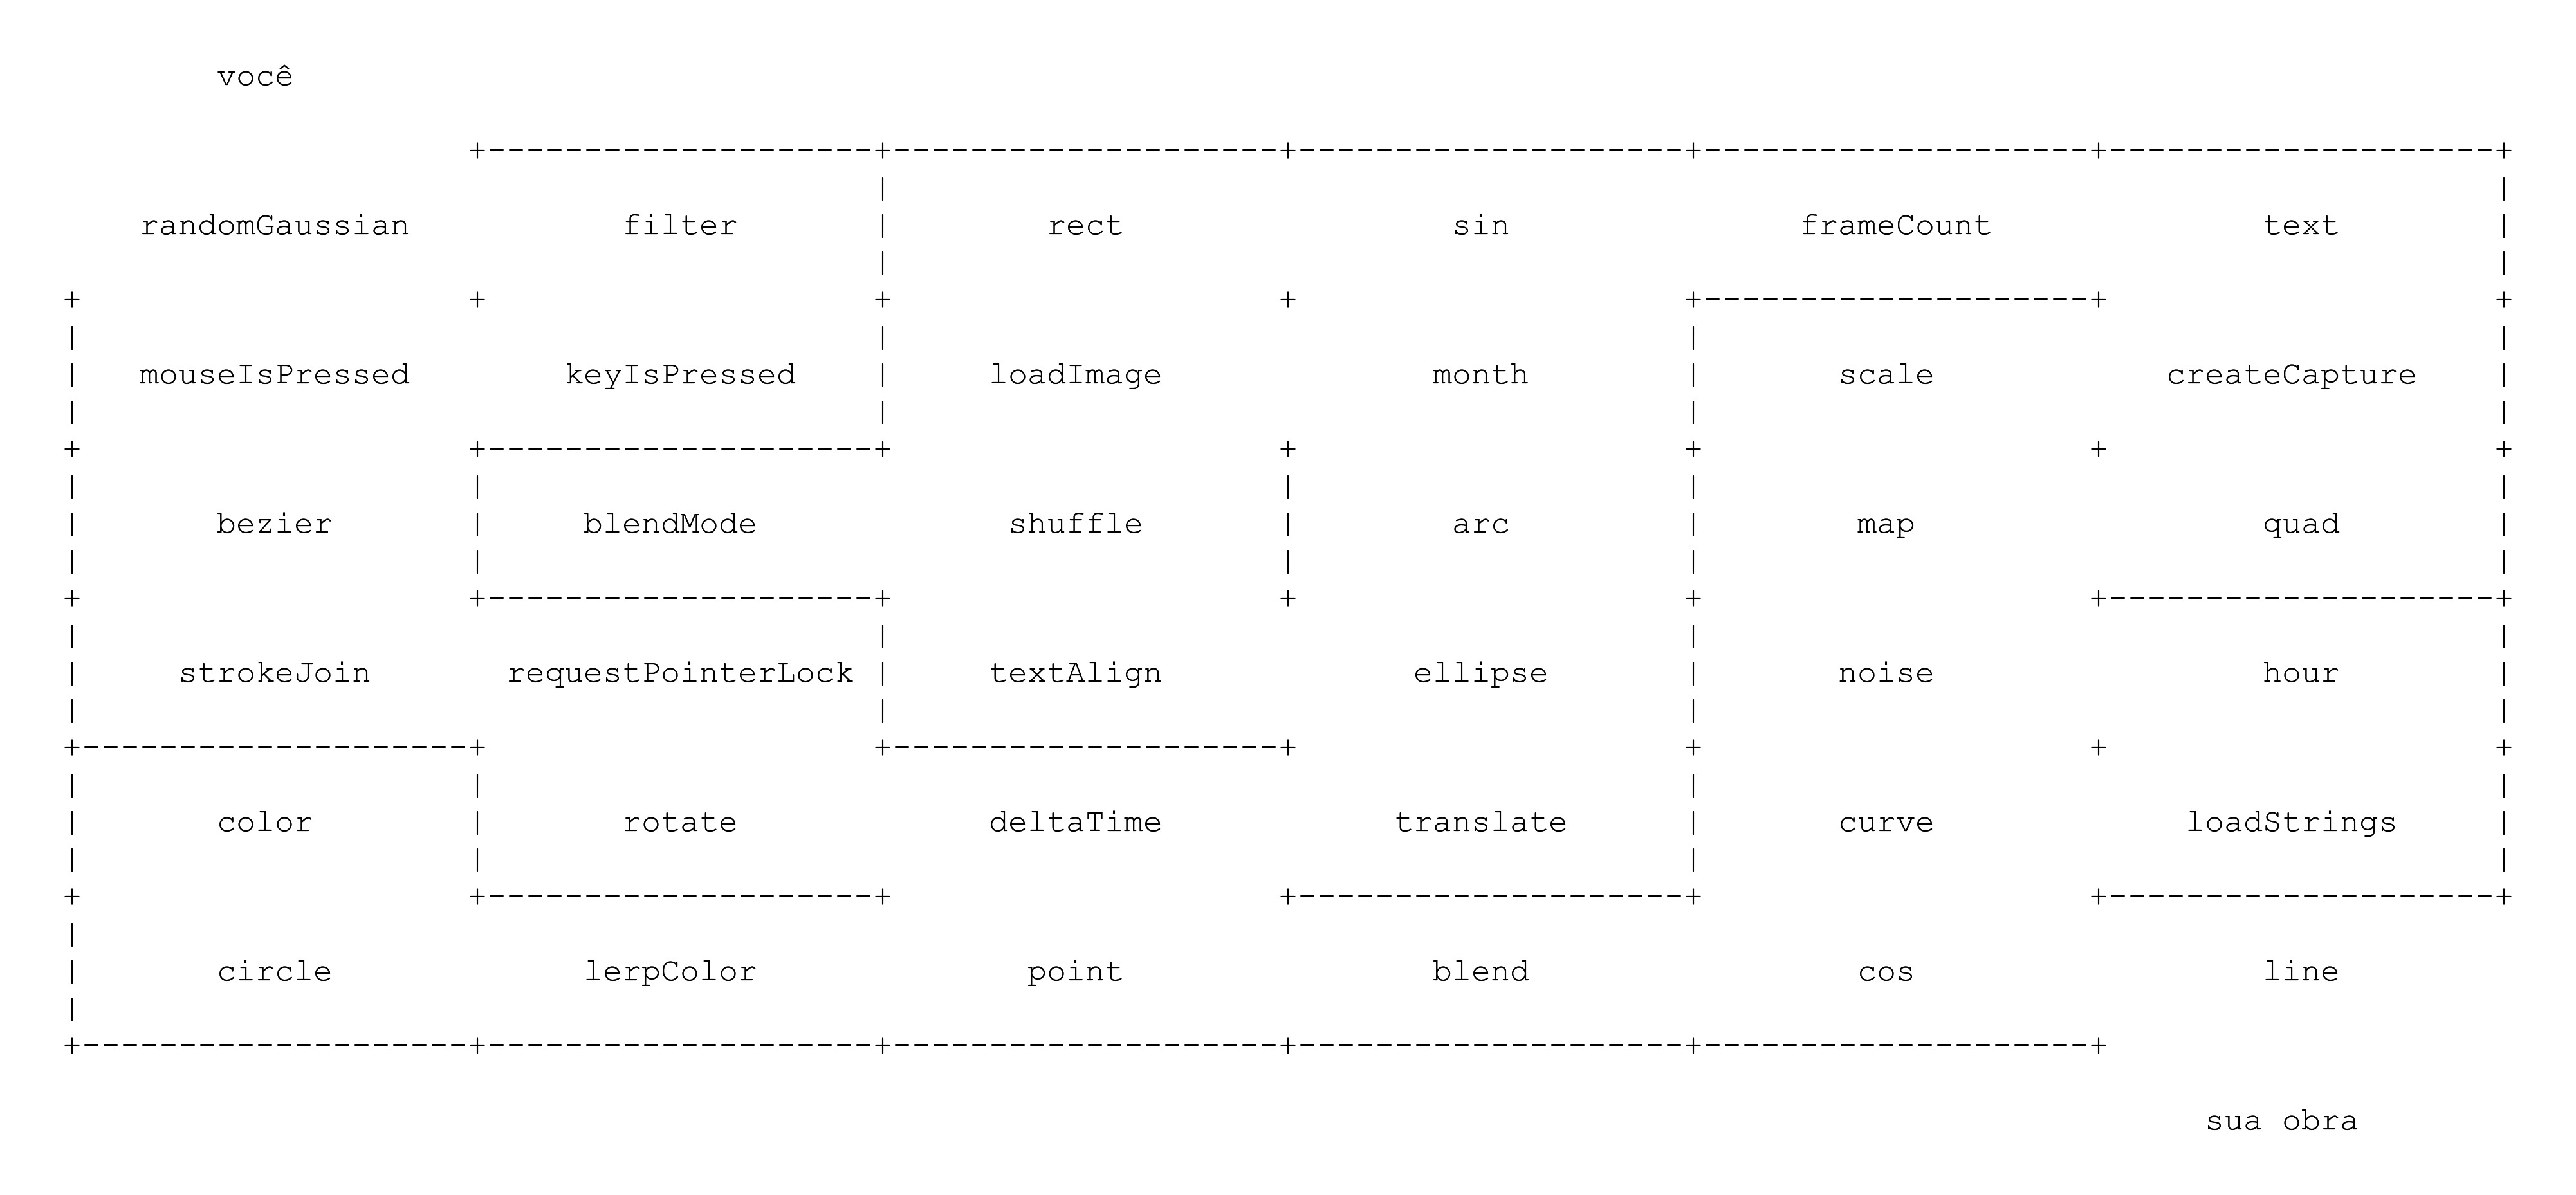 você
randomGaussian filter rect sin frameCount text
mouseIsPressed keyIsPressed loadImage month scale createCapture
bezier blendMode shuffle arc map quad
strokeJoin requestPointerLock textAlign ellipse noise hour
color rotate deltaTime translate curve loadStrings
circle lerpColor point blend cos line
sua obra